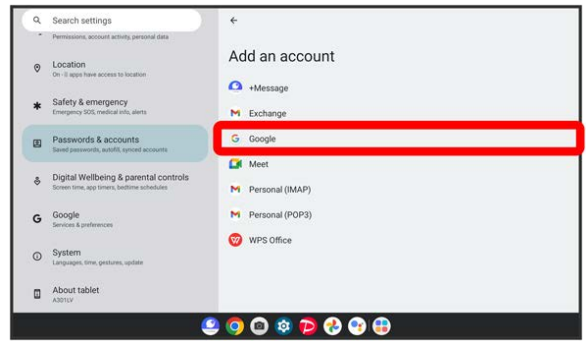 Search settings
Permissions, account activity, personal data
Location
On - 5 apps have access to location
Safety & emergency
Emergency SOS, medical info, alerts
Passwords & accounts
Saved passwords, autofill, synced accounts
Digital Wellbeing & parental controls
Screen time, app timers, bedtime schedules
Google
Services & preferences
System
Languages, time, gestures, update
About tablet
A301LV
Add an account
+Message
Exchange
Google
Meet
Personal (IMAP)
Personal (POP3)
WPS Office